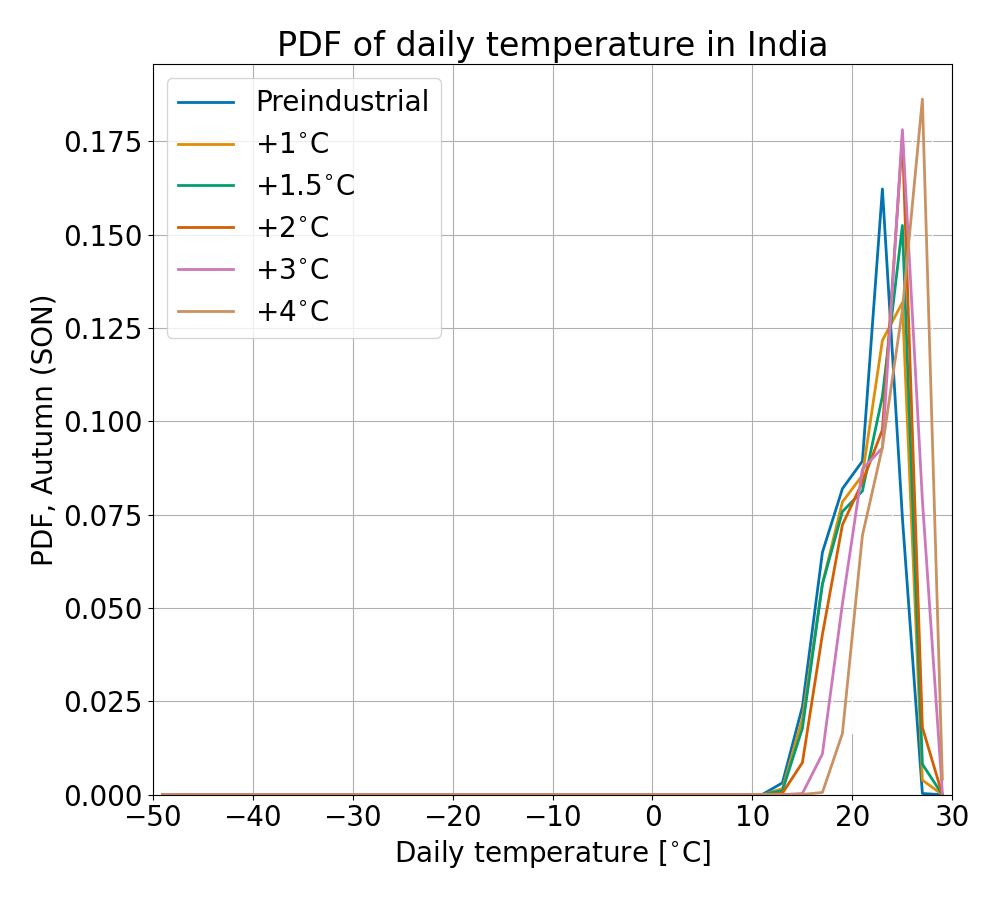 PDF of daily temperature in India
Preindustrial
+1°C
+1.5°C
+2°C
+3°C
+4°C
PDF, Autumn (SON)
0.175
0.150
0.125
0.100
0.075
0.050
0.025
0.000
−50 −40 −30 −20 −10 0 10 20 30
Daily temperature [°C]